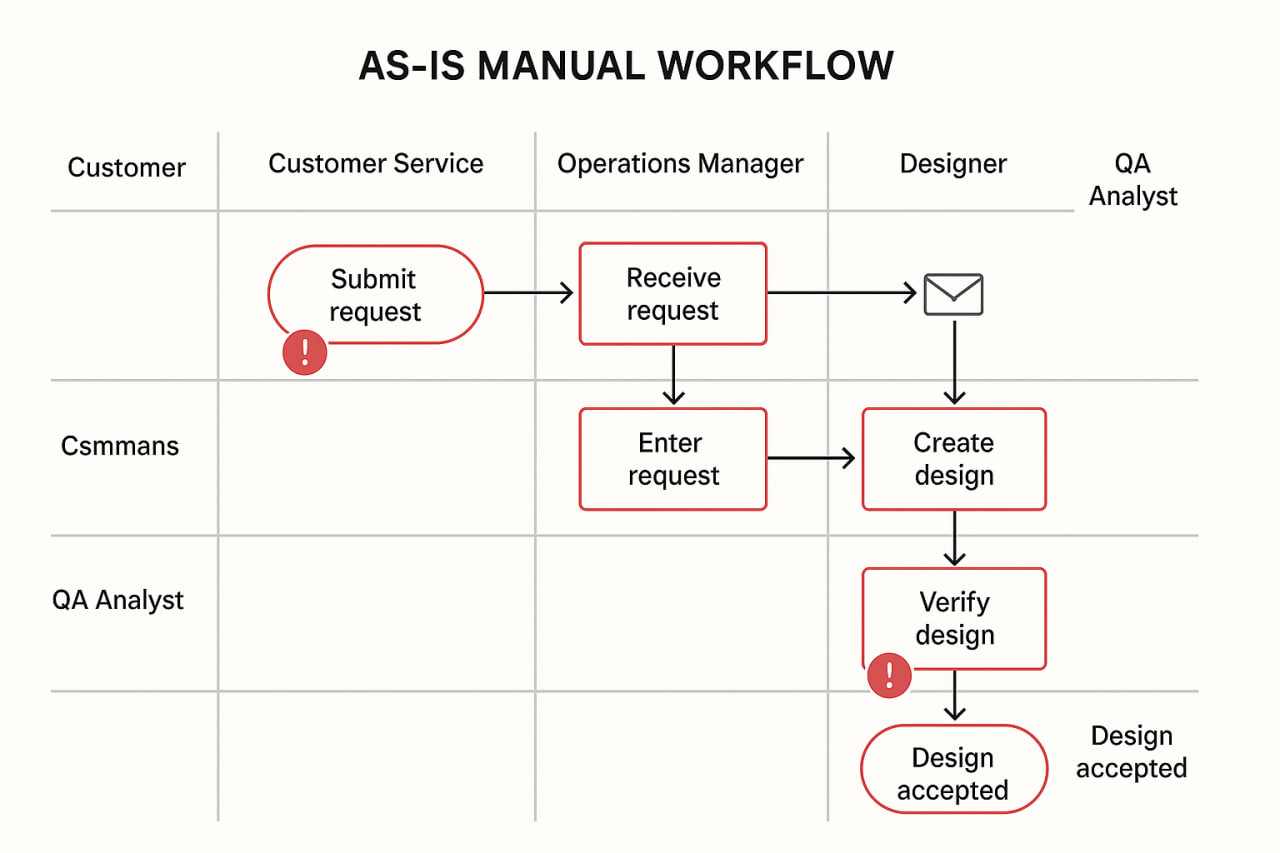 AS-IS MANUAL WORKFLOW
Customer
Customer Service
Operations Manager
Designer
QA
Analyst
Submit
request
!
Receive
request
Csmmans
Enter
request
Create
design
QA Analyst
Verify
design
!
Design
accepted
Design
accepted